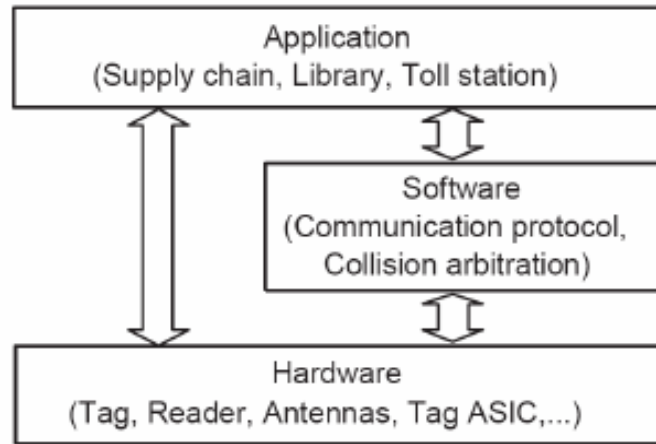 Application
(Supply chain, Library, Toll station)
Software
(Communication protocol,
Collision arbitration)
Hardware
(Tag, Reader, Antennas, Tag ASIC,...)